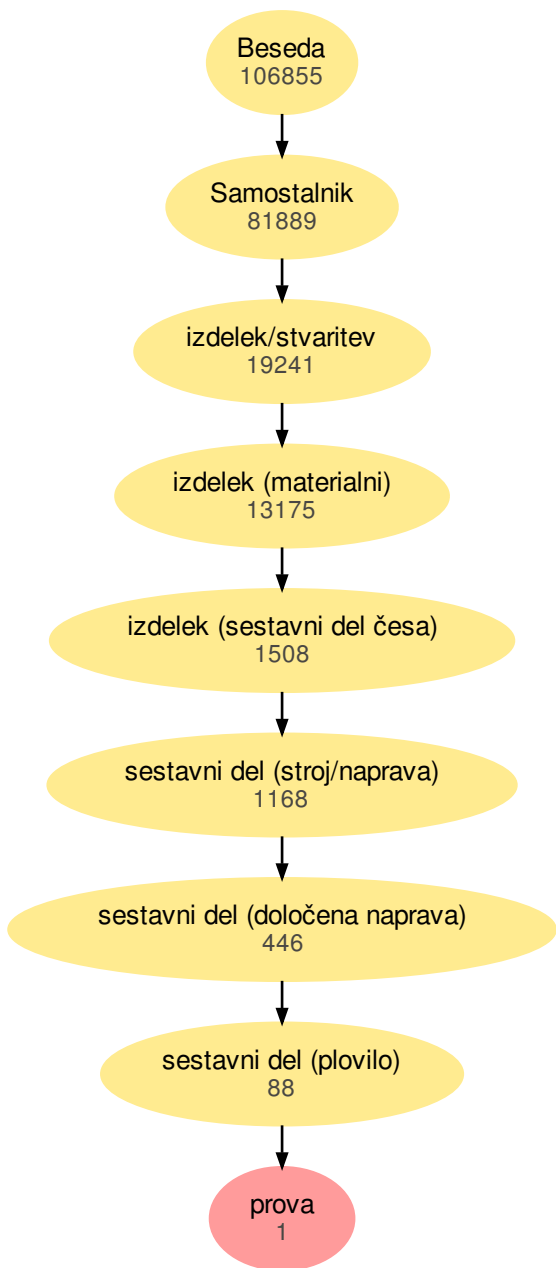 Beseda
106855
Samostalnik
81889
izdelek/stvaritev
19241
izdelek (materialni)
13175
izdelek (sestavni del česa)
1508
sestavni del (stroj/naprava)
1168
sestavni del (določena naprava)
446
sestavni del (plovilo)
88
prova
1